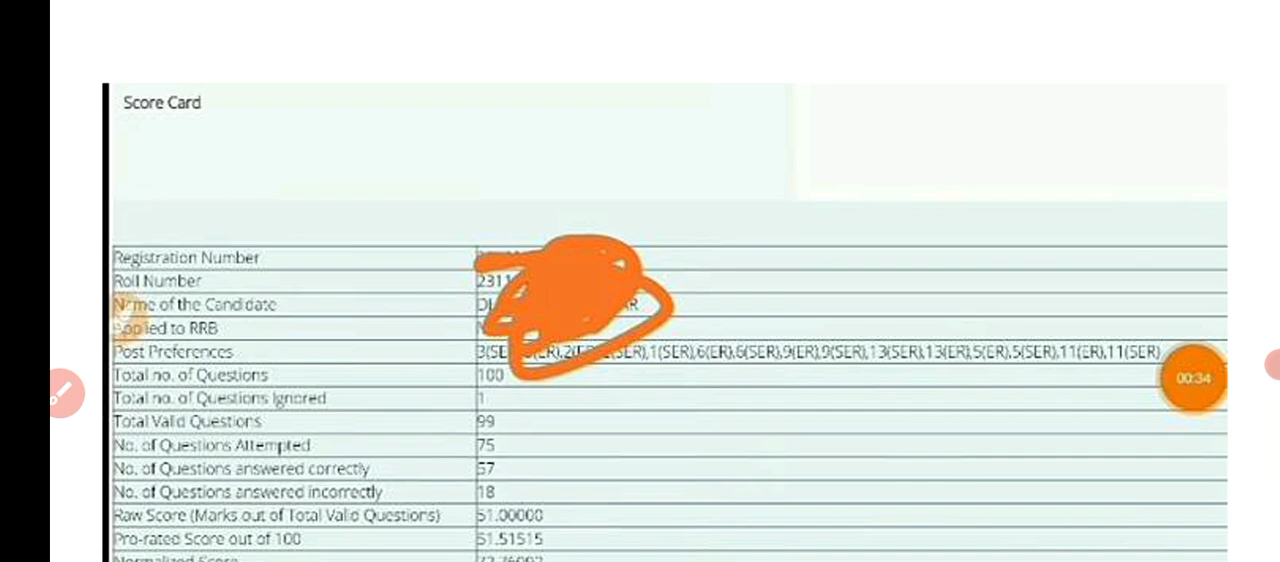 Score Card
Registration Number
Roll Number 2311
Name of the Candidate
Applied to RRB
Post Preferences ,1(SER),6(ER),6(SER),9(ER),9(SER),13(SER),13(ER),5(ER),5(SER),11(ER),11(SER)
Total no. of Questions 100
Total no. of Questions Ignored 1
Total Valid Questions 99
No. of Questions Attempted 75
No. of Questions answered correctly 57
No. of Questions answered incorrectly 18
Raw Score (Marks out of Total Valid Questions) 51.00000
Pro-rated Score out of 100 51.51515
Normalized Score
00:34